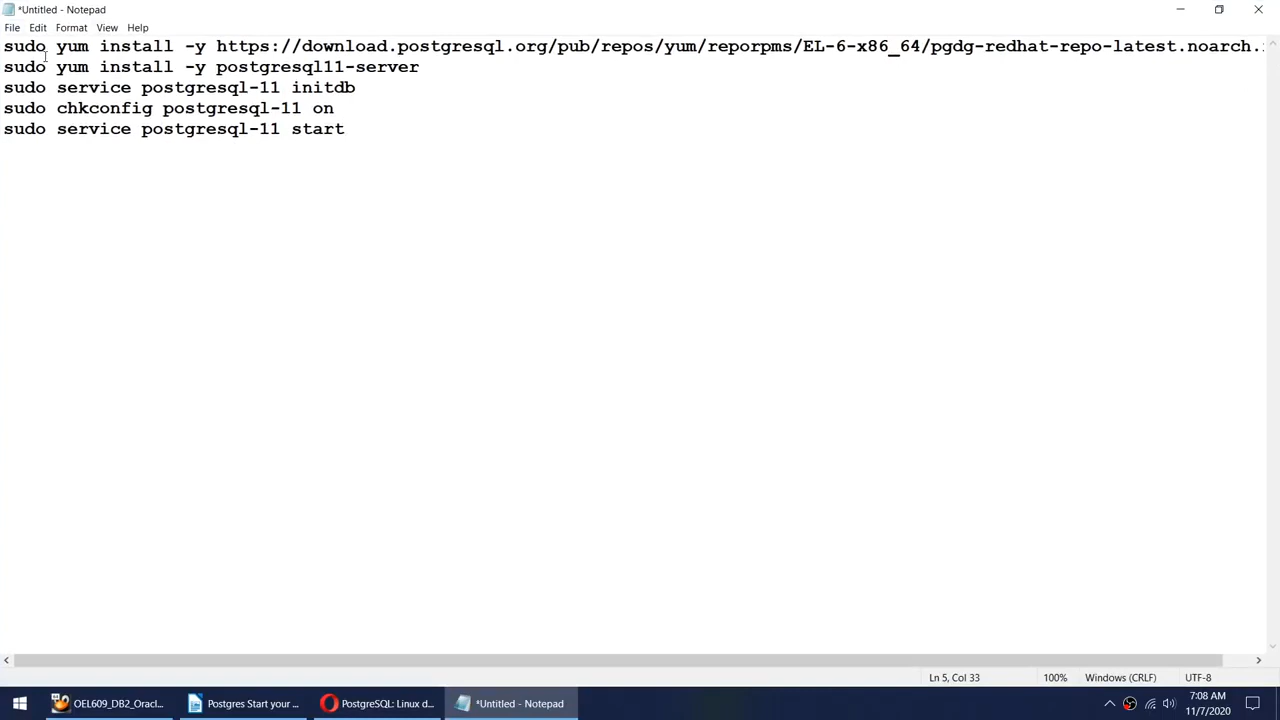 *Untitled - Notepad
File Edit Format View Help
sudo yum install -y https://download.postgresql.org/pub/repos/yum/reporpms/EL-6-x86_64/pgdg-redhat-repo-latest.noarch.
sudo yum install -y postgresql11-server
sudo service postgresql-11 initdb
sudo chkconfig postgresql-11 on
sudo service postgresql-11 start
Ln 5, Col 33 100% Windows (CRLF) UTF-8
OEL609_DB2_Oracl... Postgres Start your ... PostgreSQL: Linux d... *Untitled - Notepad
7:08 AM
11/7/2020